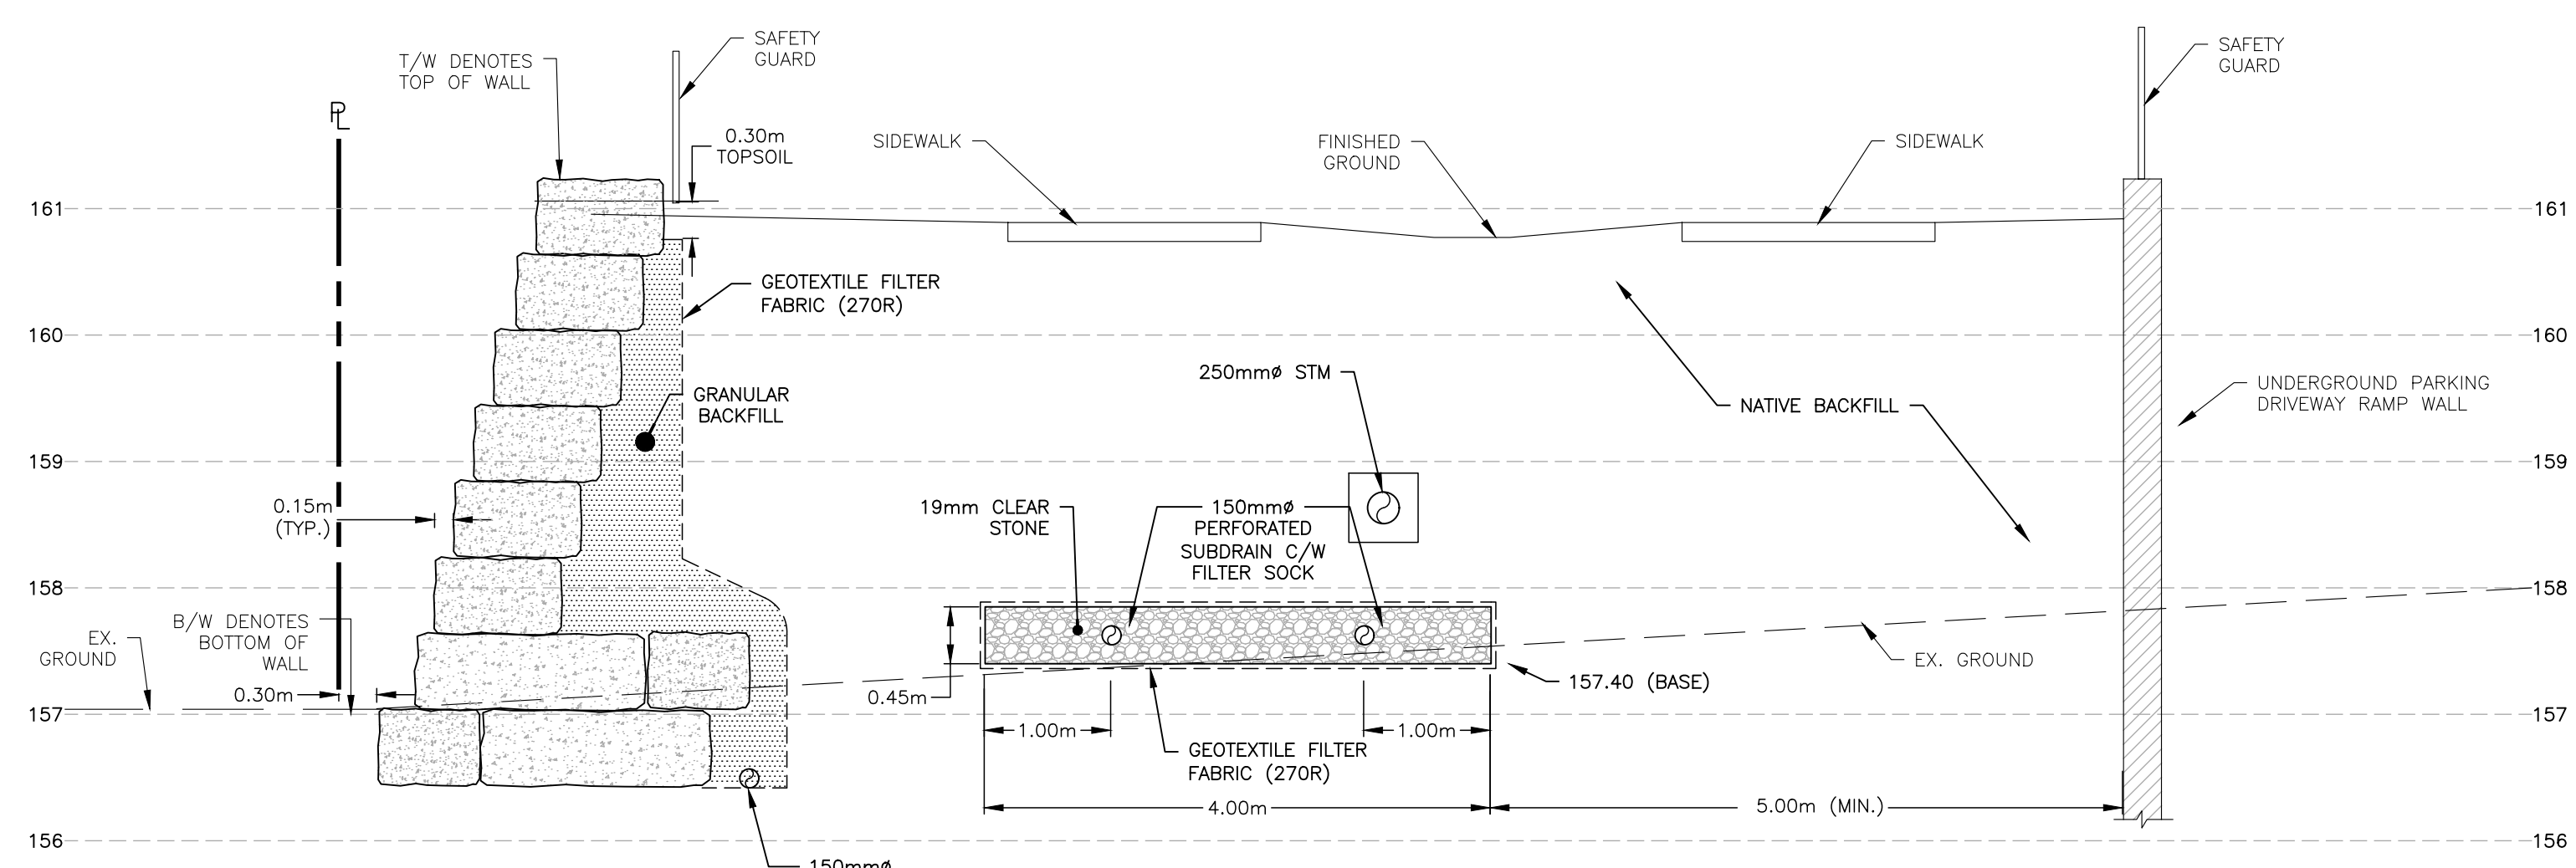 T/W DENOTES
TOP OF WALL
SAFETY
GUARD
SAFETY
GUARD
PL
0.30m
TOPSOIL
SIDEWALK
FINISHED
GROUND
SIDEWALK
161
161
GEOTEXTILE FILTER
FABRIC (270R)
160
160
250mmø STM
GRANULAR
BACKFILL
NATIVE BACKFILL
UNDERGROUND PARKING
DRIVEWAY RAMP WALL
159
159
0.15m
(TYP.)
19mm CLEAR
STONE
150mmø
PERFORATED
SUBDRAIN C/W
FILTER SOCK
158
158
B/W DENOTES
BOTTOM OF
WALL
EX.
GROUND
0.30m
0.45m
EX. GROUND
157.40 (BASE)
157
157
1.00m
1.00m
GEOTEXTILE FILTER
FABRIC (270R)
4.00m
5.00m (MIN.)
156
156
150mmø